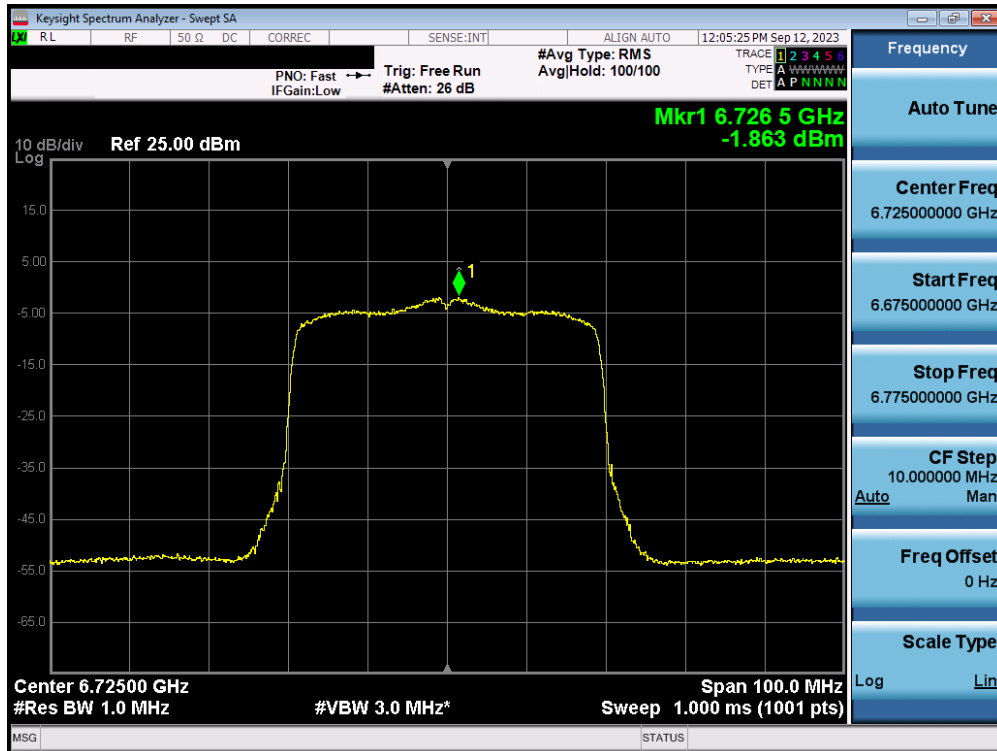 Keysight Spectrum Analyzer - Swept SA
LXI RL RF 50 Ω DC CORREC SENSE:INT ALIGN AUTO 12:05:25 PM Sep 12, 2023
#Avg Type: RMS TRACE 1 2 3 4 5 6
PNO: Fast Trig: Free Run Avg|Hold: 100/100 TYPE A WWWWW
IFGain:Low #Atten: 26 dB DET A P N N N N
Mkr1 6.726 5 GHz
-1.863 dBm
10 dB/div Ref 25.00 dBm
Log
15.0
5.00
1
-5.00
-15.0
-25.0
-35.0
-45.0
-55.0
-65.0
Center 6.72500 GHz Span 100.0 MHz
#Res BW 1.0 MHz #VBW 3.0 MHz* Sweep 1.000 ms (1001 pts)
MSG STATUS
Frequency
Auto Tune
Center Freq
6.725000000 GHz
Start Freq
6.675000000 GHz
Stop Freq
6.775000000 GHz
CF Step
10.000000 MHz
Auto Man
Freq Offset
0 Hz
Scale Type
Log Lin